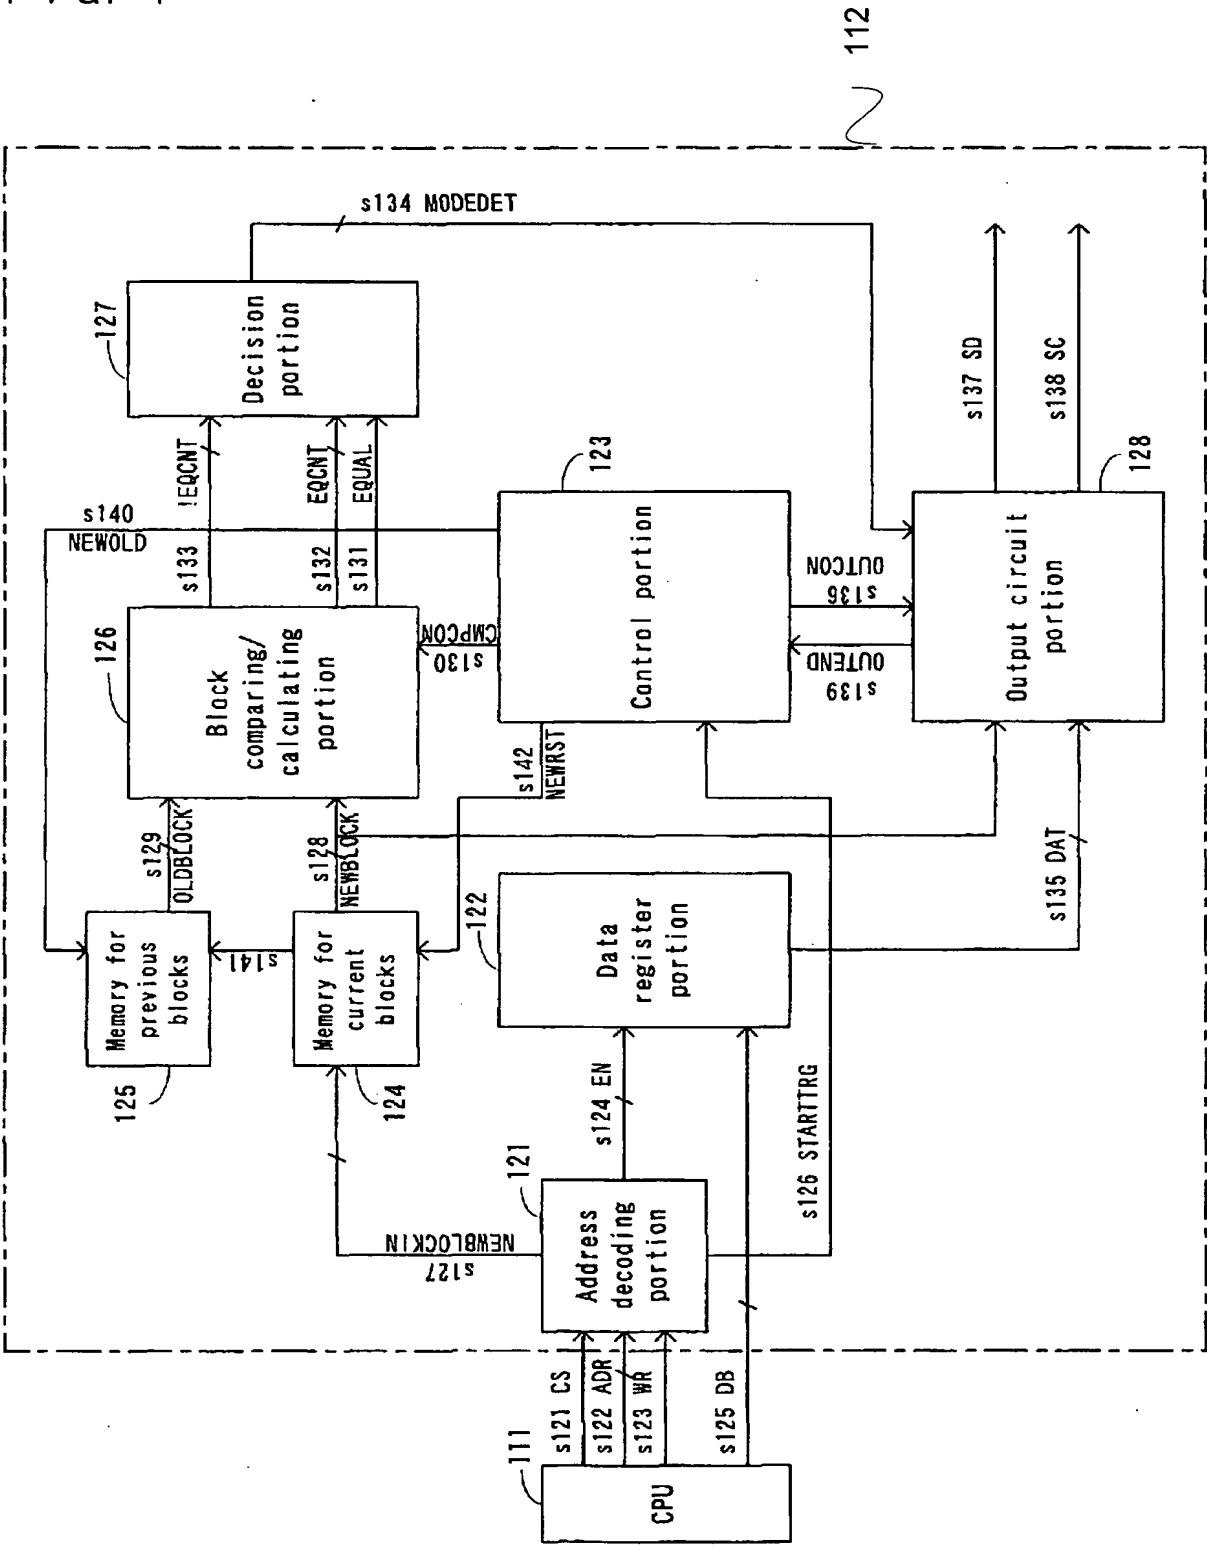 112
s134 MODEDET
127
Decision
portion
!EQCNT
EQCNT
EQUAL
s133
s132
s131
s140
NEWOLD
126
Block
comparing/
calculating
portion
s130
CMPCON
123
Control portion
s136
OUTCON
s139
OUTEND
s137 SD
s138 SC
128
Output circuit
portion
s129
OLDBLOCK
s128
NEWBLOCK
s142
NEWRST
Memory for
previous
blocks
125
s141
Memory for
current
blocks
124
122
Data
register
portion
s135 DAT
s124 EN
s126 STARTTRG
s127
NEWBLOCKIN
121
Address
decoding
portion
s121 CS
s122 ADR
s123 WR
s125 DB
111
CPU